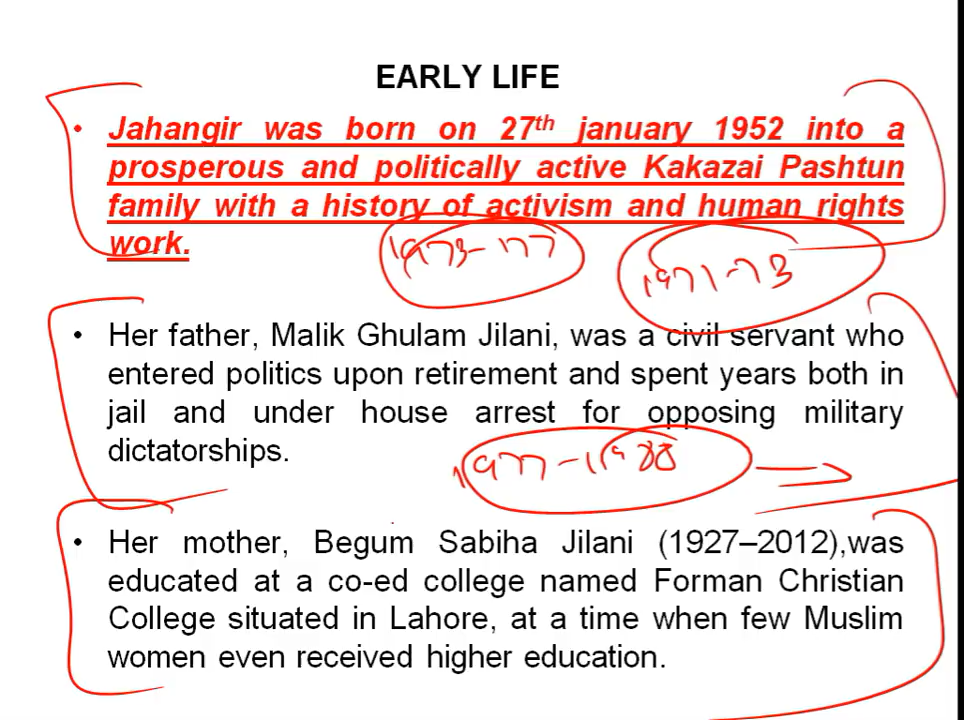 EARLY LIFE
• Jahangir was born on 27th january 1952 into a
prosperous and politically active Kakazai Pashtun
family with a history of activism and human rights
work.
1973-77
1971-73
• Her father, Malik Ghulam Jilani, was a civil servant who
entered politics upon retirement and spent years both in
jail and under house arrest for opposing military
dictatorships.
1977-1988
• Her mother, Begum Sabiha Jilani (1927–2012),was
educated at a co-ed college named Forman Christian
College situated in Lahore, at a time when few Muslim
women even received higher education.